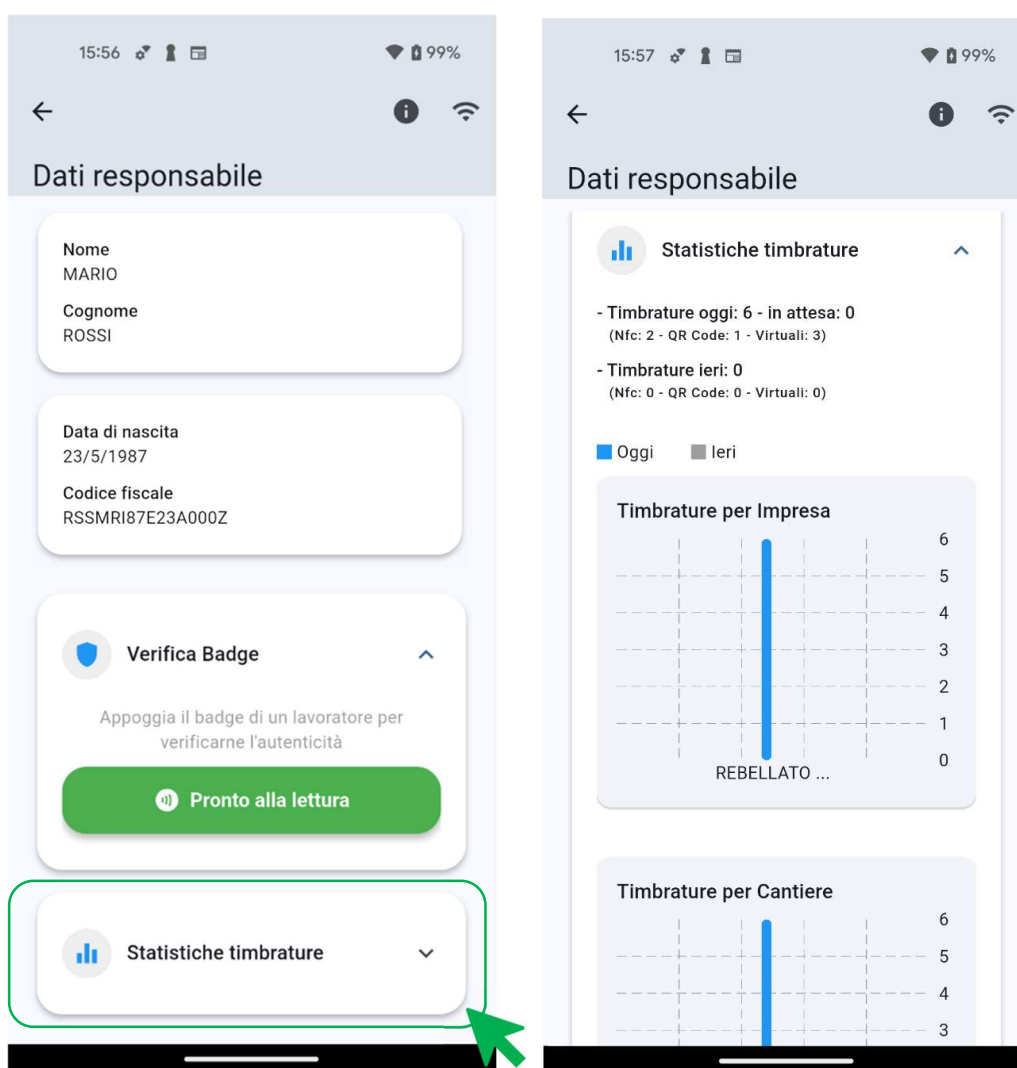 15:56
99%
Dati responsabile
Nome
MARIO
Cognome
ROSSI
Data di nascita
23/5/1987
Codice fiscale
RSSMRI87E23A000Z
Verifica Badge
Appoggia il badge di un lavoratore per
verificarne l'autenticità
Pronto alla lettura
Statistiche timbrature
15:57
99%
Dati responsabile
Statistiche timbrature
- Timbrature oggi: 6 - in attesa: 0
(Nfc: 2 - QR Code: 1 - Virtuali: 3)
- Timbrature ieri: 0
(Nfc: 0 - QR Code: 0 - Virtuali: 0)
Oggi Ieri
Timbrature per Impresa
6
5
4
3
2
1
0
REBELLATO ...
Timbrature per Cantiere
6
5
4
3